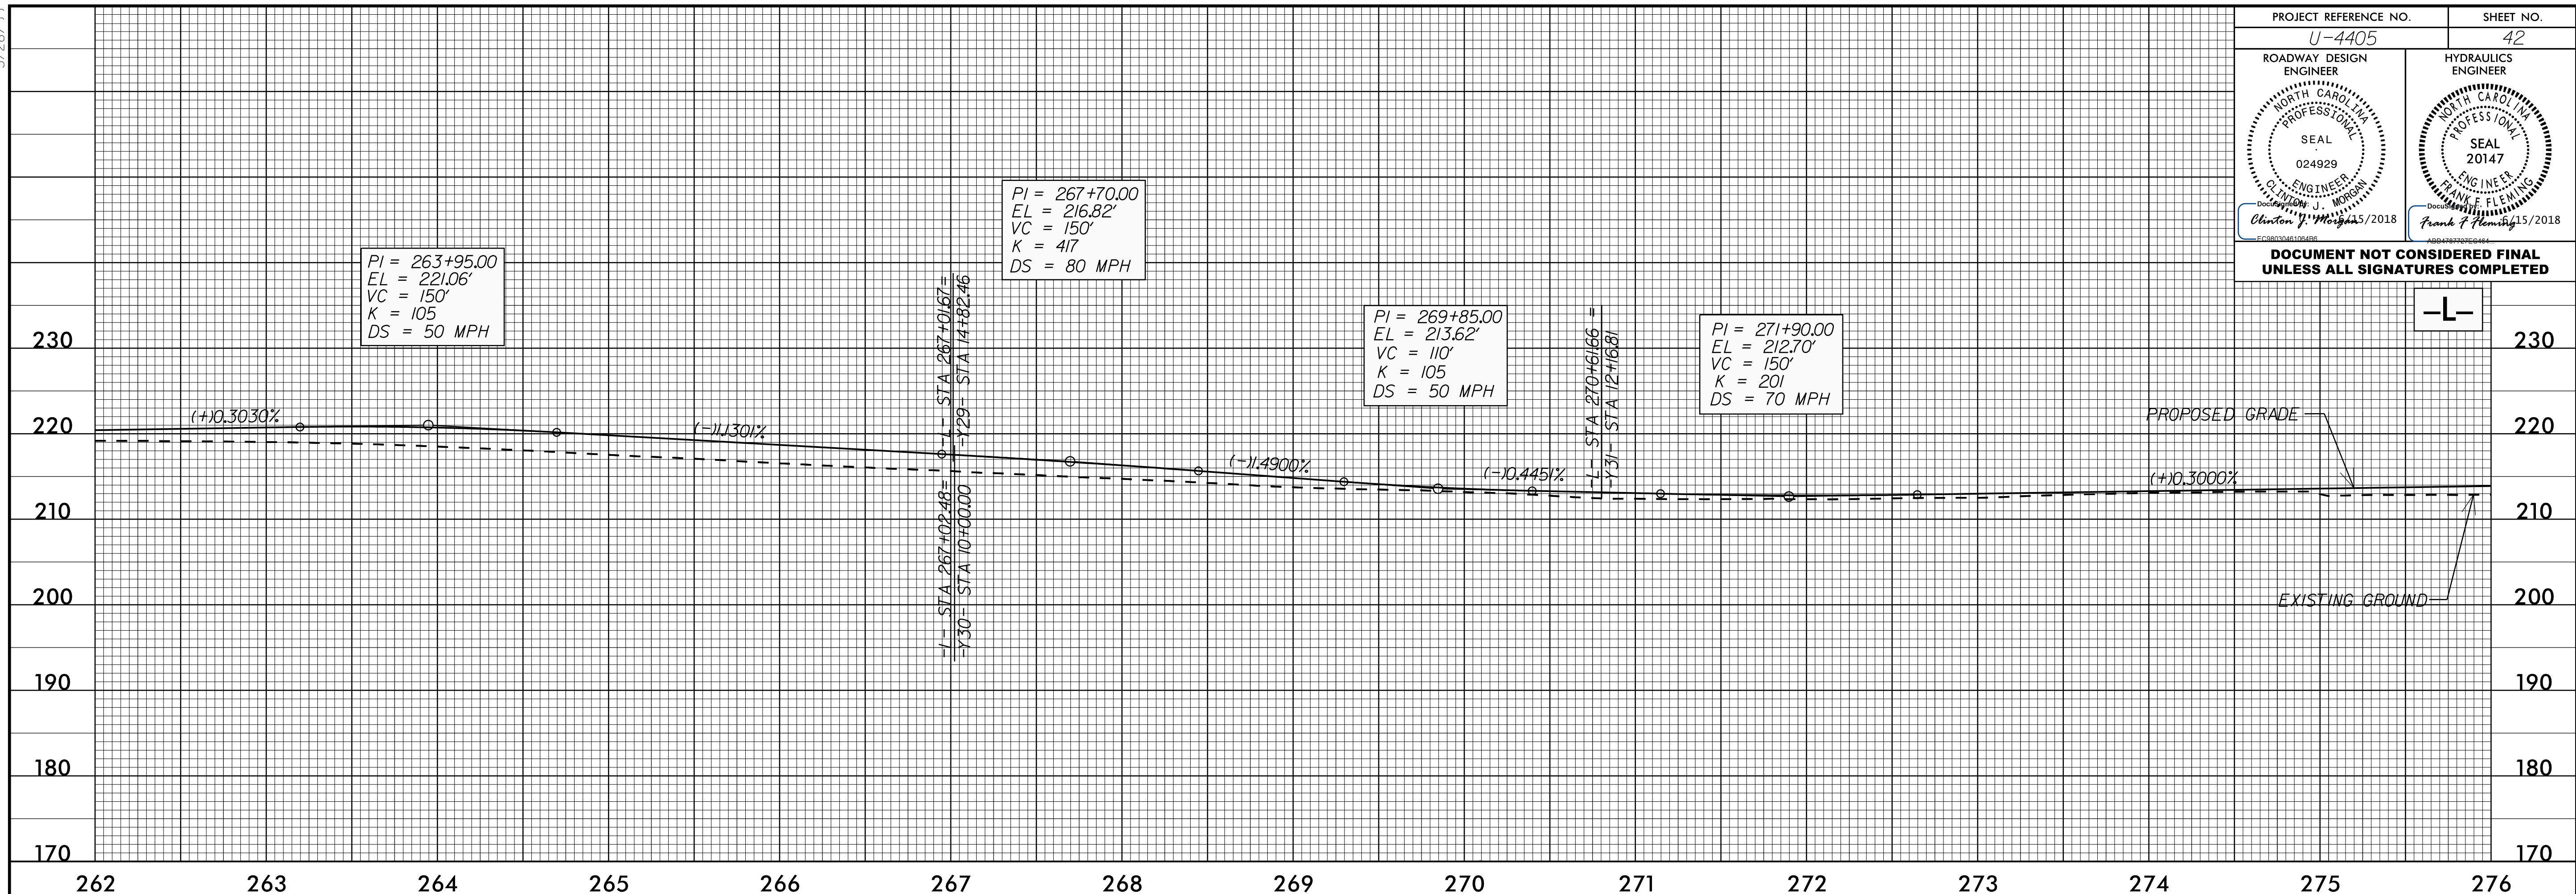 PROJECT REFERENCE NO.
SHEET NO.
U-4405
42
ROADWAY DESIGN
ENGINEER
HYDRAULICS
ENGINEER
NORTH CAROLINA
PROFESSIONAL
SEAL
024929
ENGINEER
CLINTON J. MORGAN
NORTH CAROLINA
PROFESSIONAL
SEAL
20147
ENGINEER
FRANK F. FLEMING
DocuSigned by:
Clinton J. Morgan
6/15/2018
EC98030461064B6...
DocuSigned by:
Frank F Fleming
6/15/2018
DOCUMENT NOT CONSIDERED FINAL
UNLESS ALL SIGNATURES COMPLETED
-L-
PI = 263+95.00
EL = 221.06'
VC = 150'
K = 105
DS = 50 MPH
PI = 267+70.00
EL = 216.82'
VC = 150'
K = 417
DS = 80 MPH
PI = 269+85.00
EL = 213.62'
VC = 110'
K = 105
DS = 50 MPH
PI = 271+90.00
EL = 212.70'
VC = 150'
K = 201
DS = 70 MPH
-L- STA 267+01.67=
-Y29- STA 14+82.46
-L- STA 267+02.48=
-Y30- STA 10+00.00
-L- STA 270+61.66 =
-Y31- STA 12+16.81
(+)0.3030%
(-)1.1301%
(-)1.4900%
(-)0.4451%
(+)0.3000%
PROPOSED GRADE
EXISTING GROUND
230
220
210
200
190
180
170
230
220
210
200
190
180
170
262 263 264 265 266 267 268 269 270 271 272 273 274 275 276